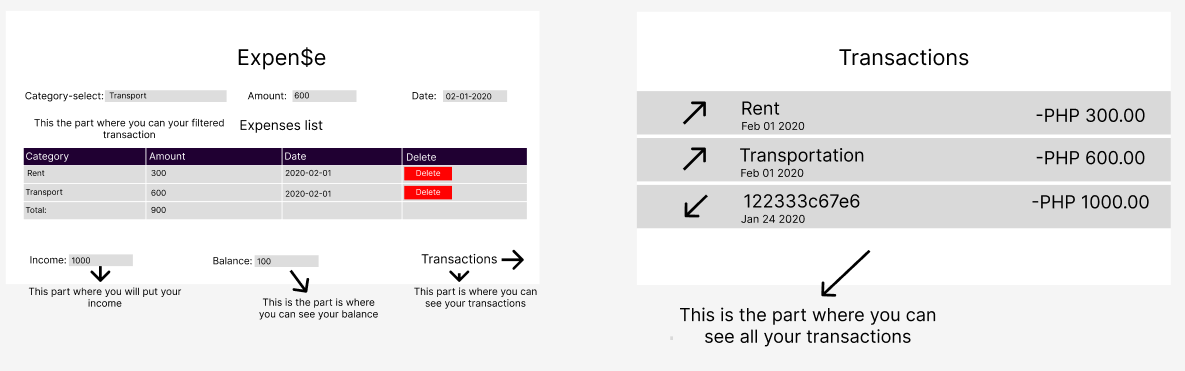 Expen$e
Category-select: Transport Amount: 600 Date: 02-01-2020
This the part where you can your filtered
transaction
Expenses list
Category Amount Date Delete
Rent 300 2020-02-01 Delete
Transport 600 2020-02-01 Delete
Total: 900
Income: 1000 Balance: 100 Transactions
This part where you will put your
income
This is the part is where
you can see your balance
This is the part where you can
see your transactions
Transactions
Rent -PHP 300.00
Feb 01 2020
Transportation -PHP 600.00
Feb 01 2020
122333c67e6 -PHP 1000.00
Jan 24 2020
This is the part where you can
see all your transactions